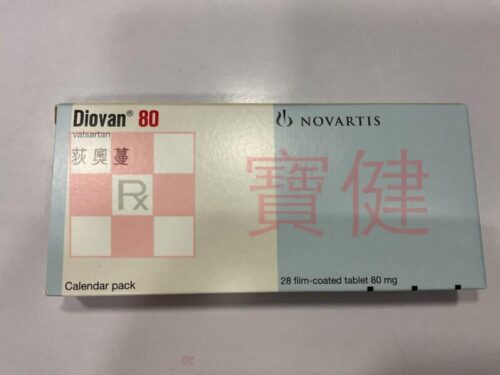 Diovan® 80
valsartan
荻奧蔓
Rx
Calendar pack
NOVARTIS
寶健
28 film-coated tablet 80 mg